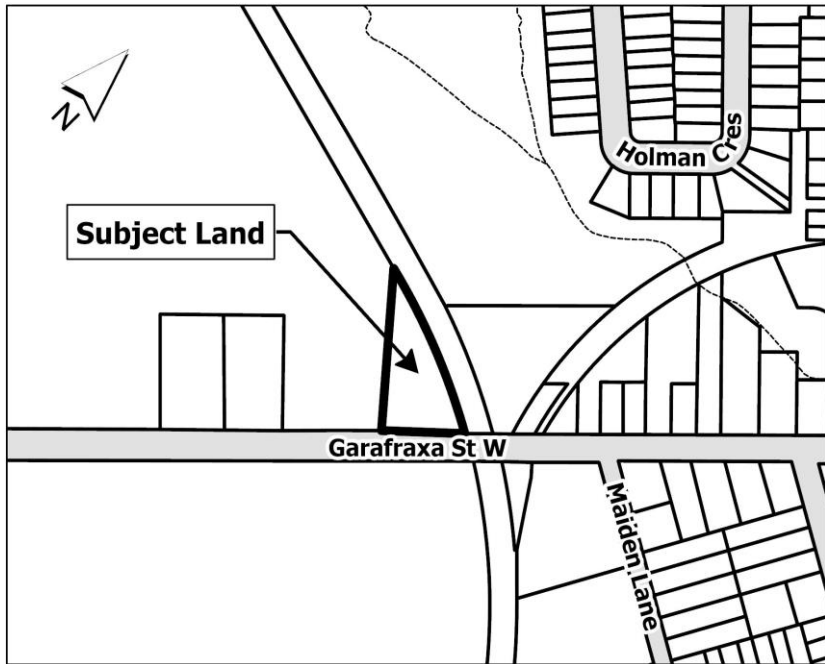 N
Holman Cres
Subject Land
Garafraxa St W
Maiden Lane